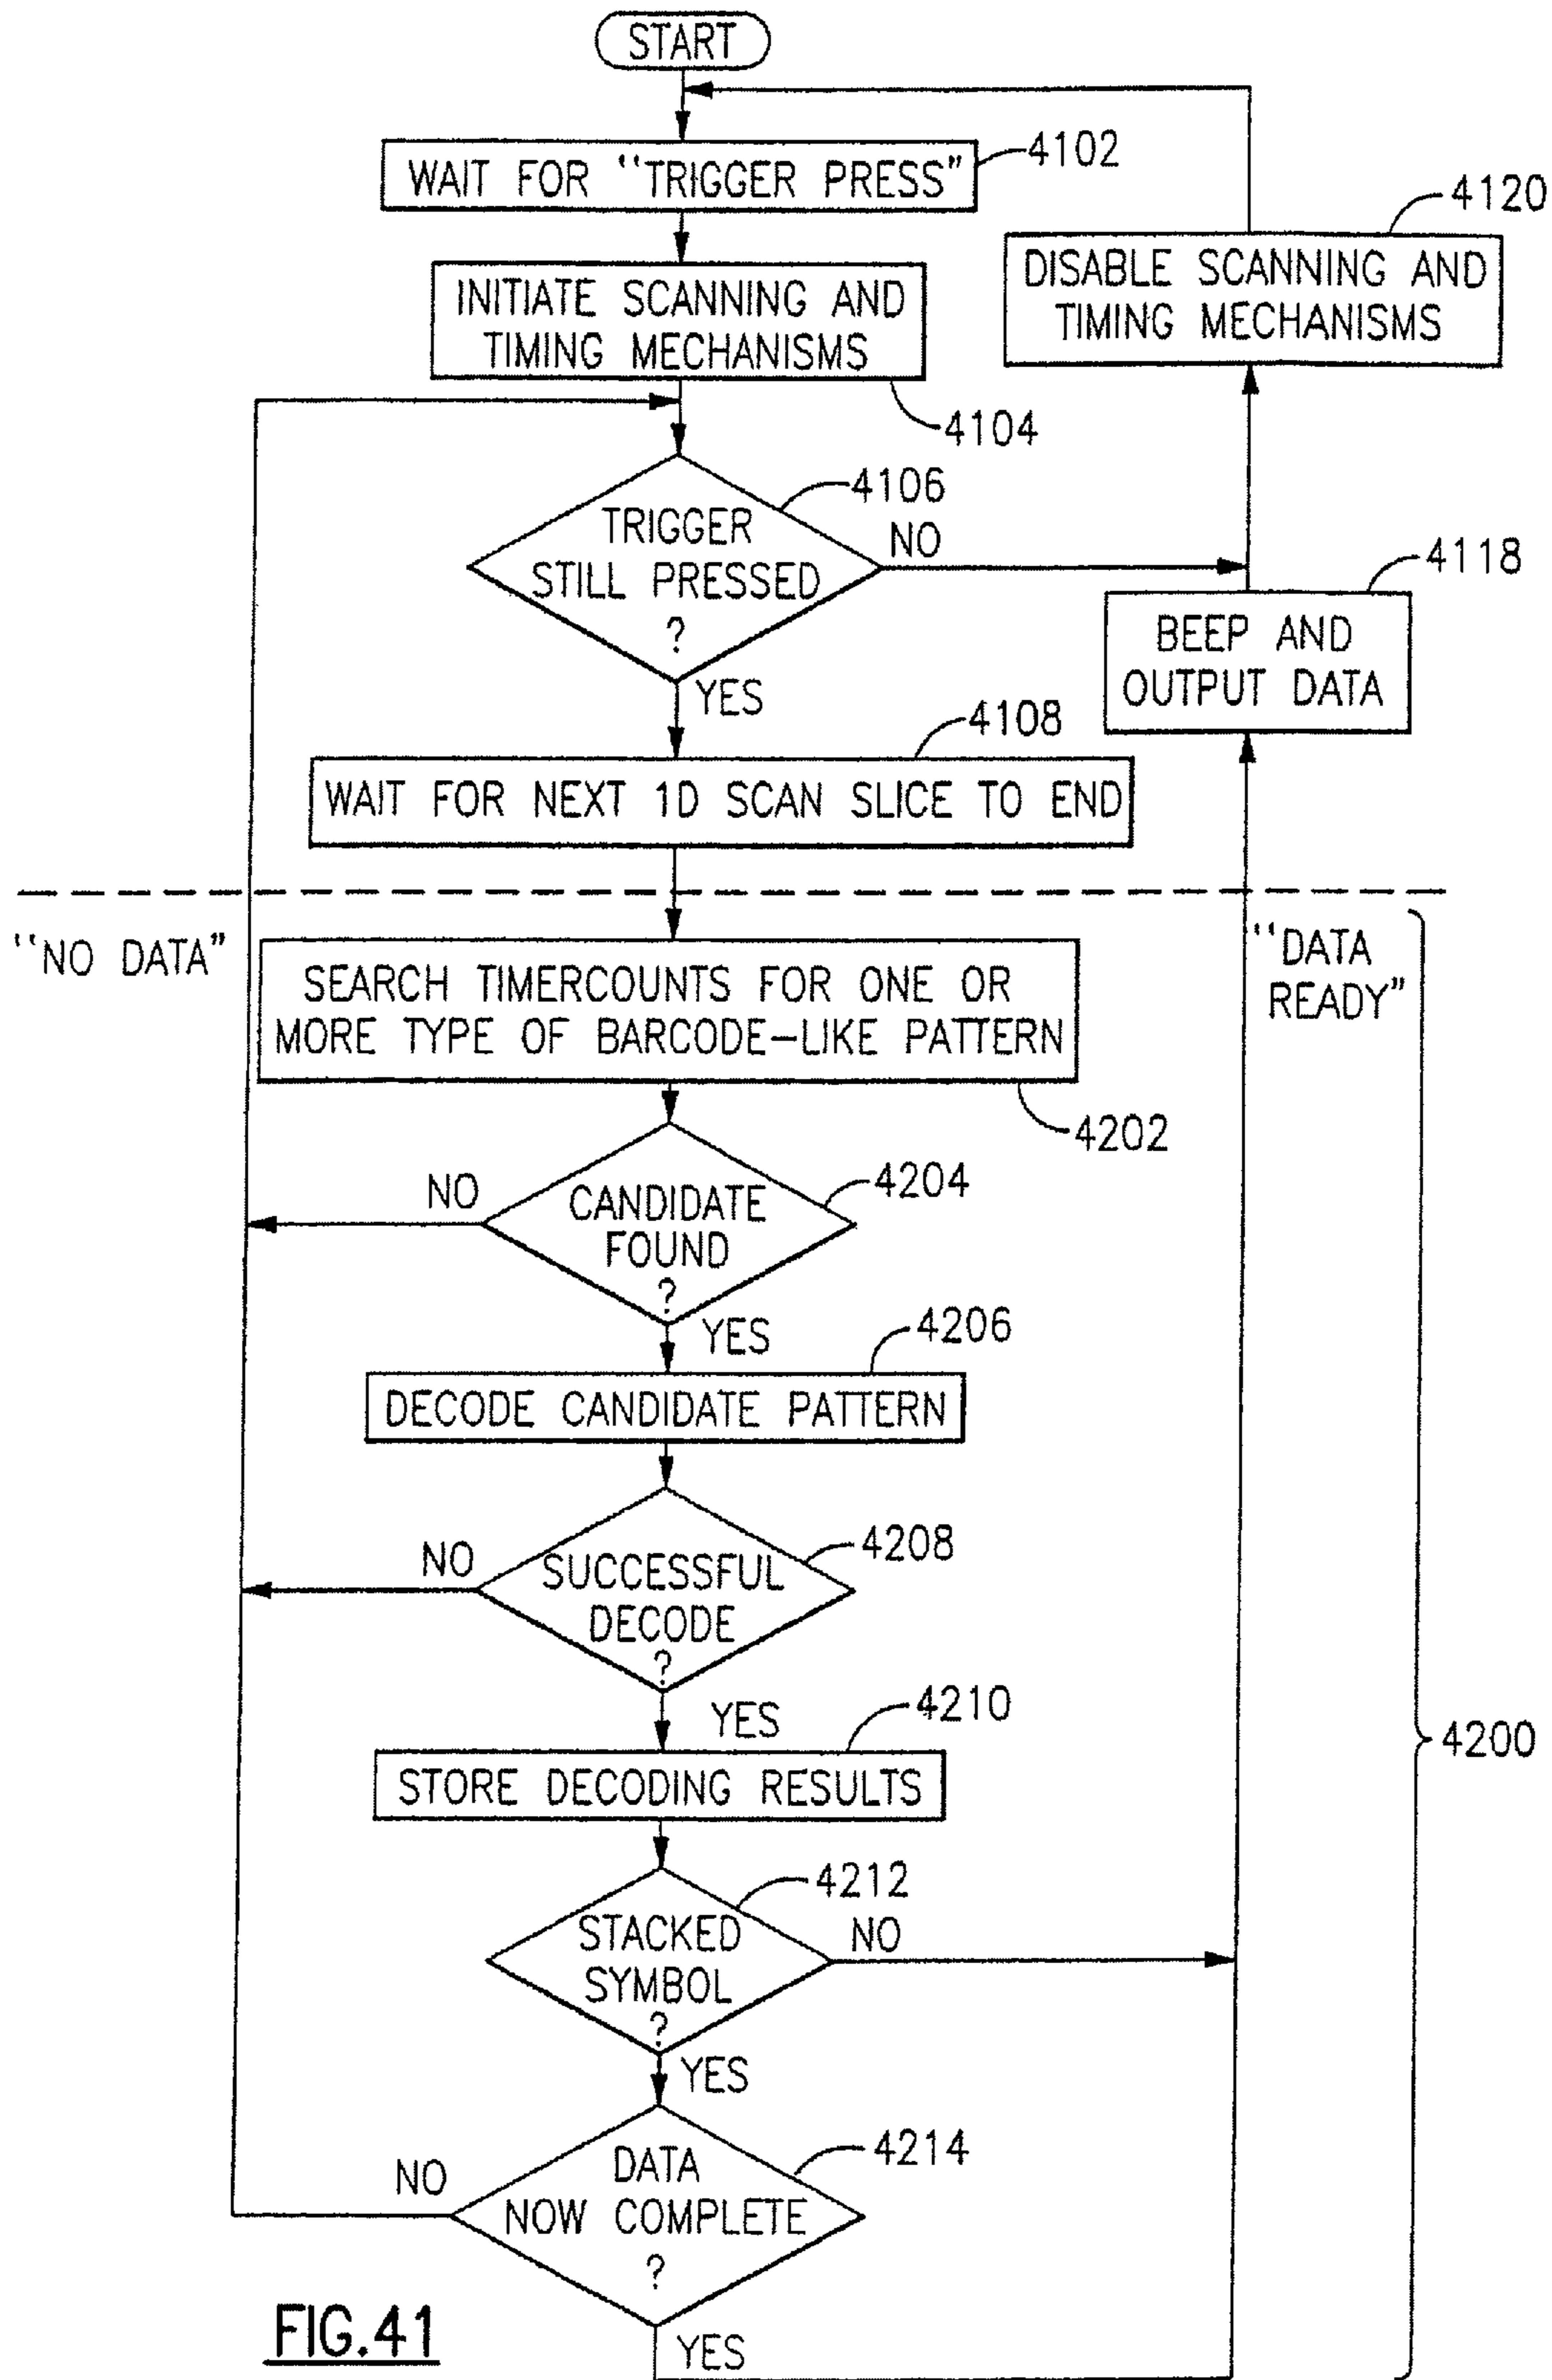 START
WAIT FOR "TRIGGER PRESS"
4102
INITIATE SCANNING AND
TIMING MECHANISMS
4104
DISABLE SCANNING AND
TIMING MECHANISMS
4120
TRIGGER
STILL PRESSED
?
4106
NO
YES
BEEP AND
OUTPUT DATA
4118
WAIT FOR NEXT 1D SCAN SLICE TO END
4108
"NO DATA"
"DATA
READY"
SEARCH TIMERCOUNTS FOR ONE OR
MORE TYPE OF BARCODE-LIKE PATTERN
4202
CANDIDATE
FOUND
?
4204
NO
YES
DECODE CANDIDATE PATTERN
4206
SUCCESSFUL
DECODE
?
4208
NO
YES
STORE DECODING RESULTS
4210
4200
STACKED
SYMBOL
?
4212
NO
YES
DATA
NOW COMPLETE
?
4214
NO
YES
FIG.41